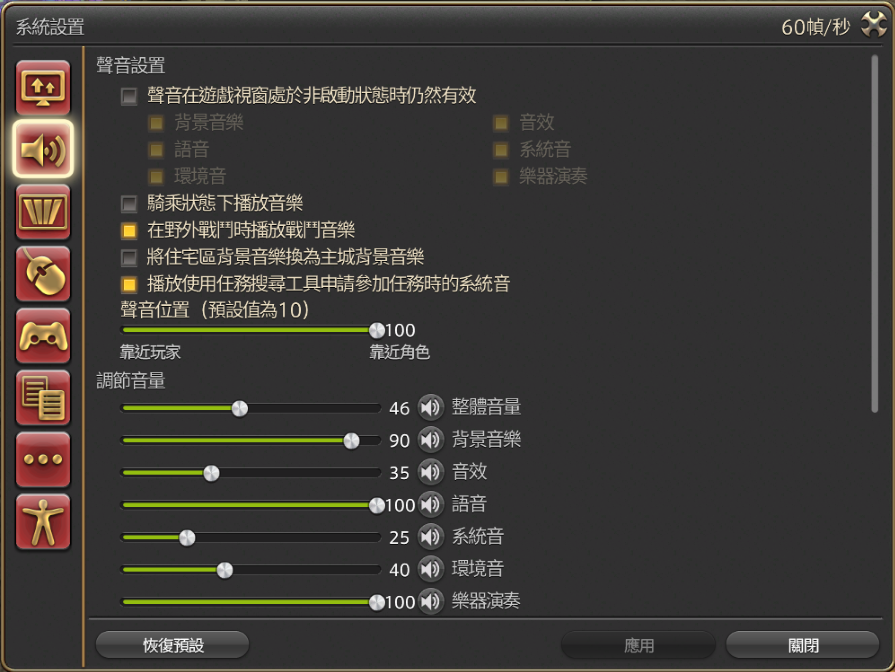 系統設置
60幀/秒
聲音設置
聲音在遊戲視窗處於非啟動狀態時仍然有效
背景音樂 音效
語音 系統音
環境音 樂器演奏
騎乘狀態下播放音樂
在野外戰鬥時播放戰鬥音樂
將住宅區背景音樂換為主城背景音樂
播放使用任務搜尋工具申請參加任務時的系統音
聲音位置（預設值為10）
100
靠近玩家 靠近角色
調節音量
46 整體音量
90 背景音樂
35 音效
100 語音
25 系統音
40 環境音
100 樂器演奏
恢復預設 應用 關閉